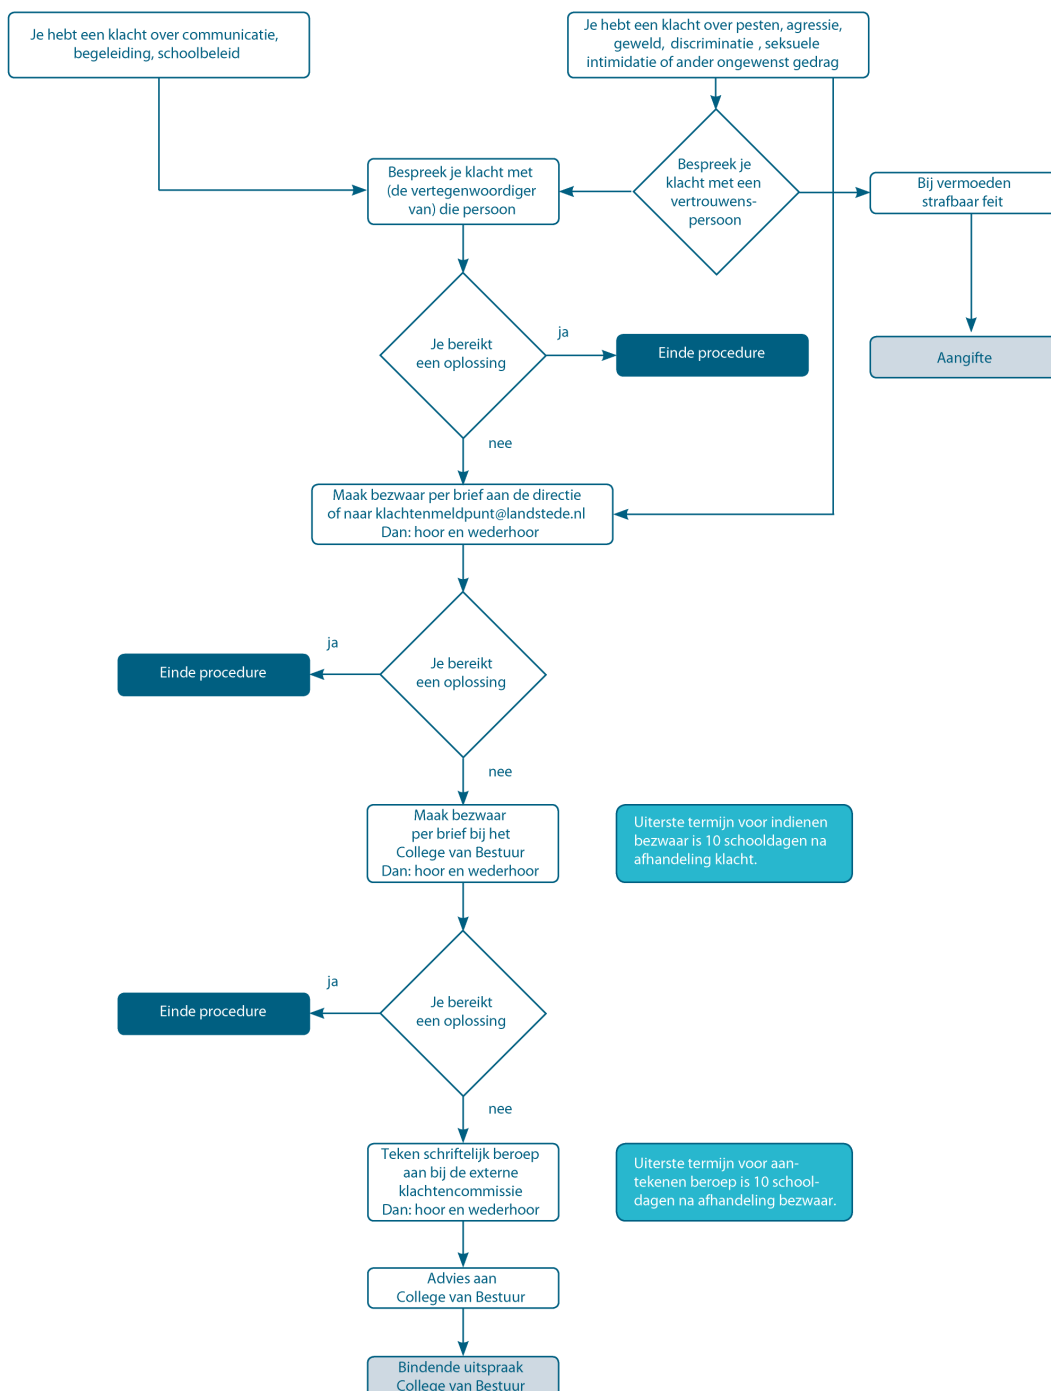 Je hebt een klacht over communicatie,
begeleiding, schoolbeleid
Je hebt een klacht over pesten, agressie,
geweld, discriminatie , seksuele
intimidatie of ander ongewenst gedrag
Bespreek je klacht met
(de vertegenwoordiger
van) die persoon
Bespreek je
klacht met een
vertrouwens-
persoon
Bij vermoeden
strafbaar feit
Je bereikt
een oplossing
ja
Einde procedure
Aangifte
nee
Maak bezwaar per brief aan de directie
of naar klachtenmeldpunt@landstede.nl
Dan: hoor en wederhoor
Je bereikt
een oplossing
ja
Einde procedure
nee
Maak bezwaar
per brief bij het
College van Bestuur
Dan: hoor en wederhoor
Uiterste termijn voor indienen
bezwaar is 10 schooldagen na
afhandeling klacht.
Je bereikt
een oplossing
ja
Einde procedure
nee
Teken schriftelijk beroep
aan bij de externe
klachtencommissie
Dan: hoor en wederhoor
Uiterste termijn voor aan-
tekenen beroep is 10 school-
dagen na afhandeling bezwaar.
Advies aan
College van Bestuur
Bindende uitspraak
College van Bestuur